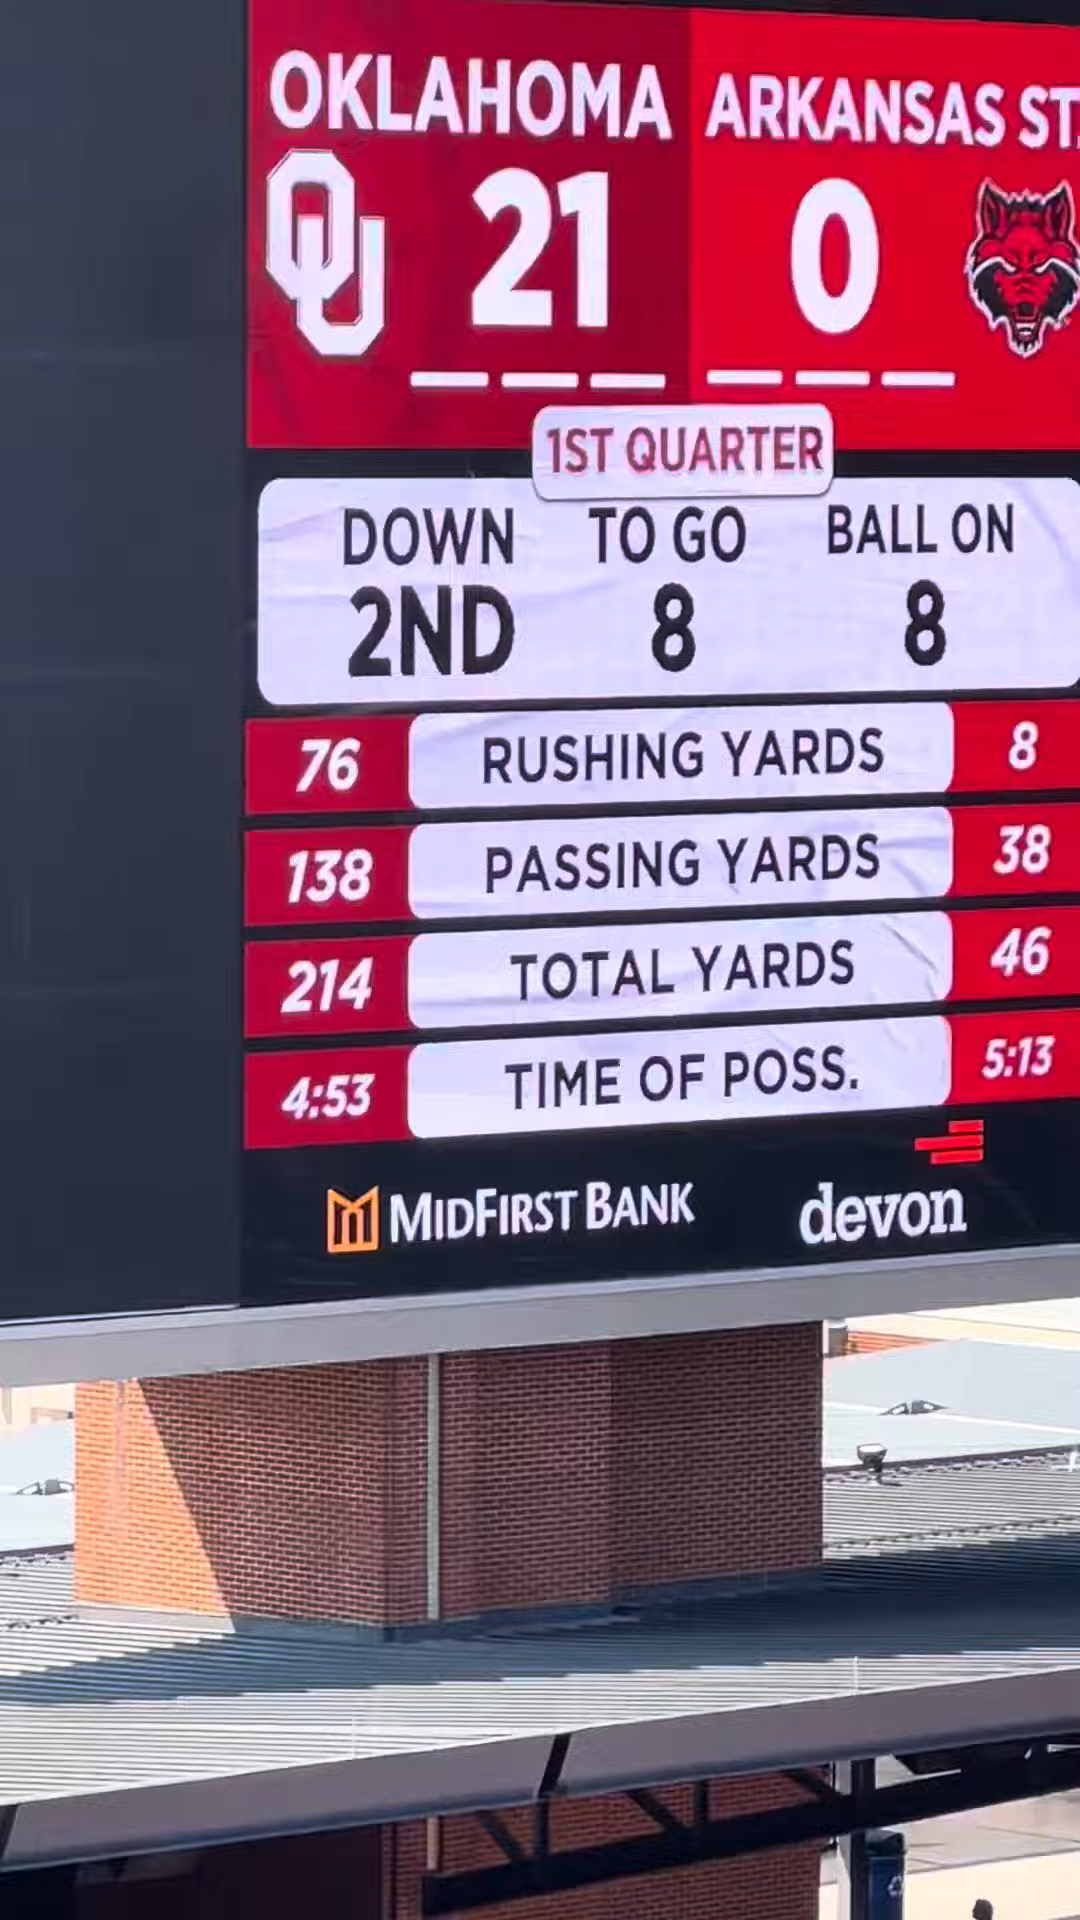 OKLAHOMA ARKANSAS ST.
OU 21 0
1ST QUARTER
DOWN TO GO BALL ON
2ND 8 8
76 RUSHING YARDS 8
138 PASSING YARDS 38
214 TOTAL YARDS 46
4:53 TIME OF POSS. 5:13
MIDFIRST BANK devon